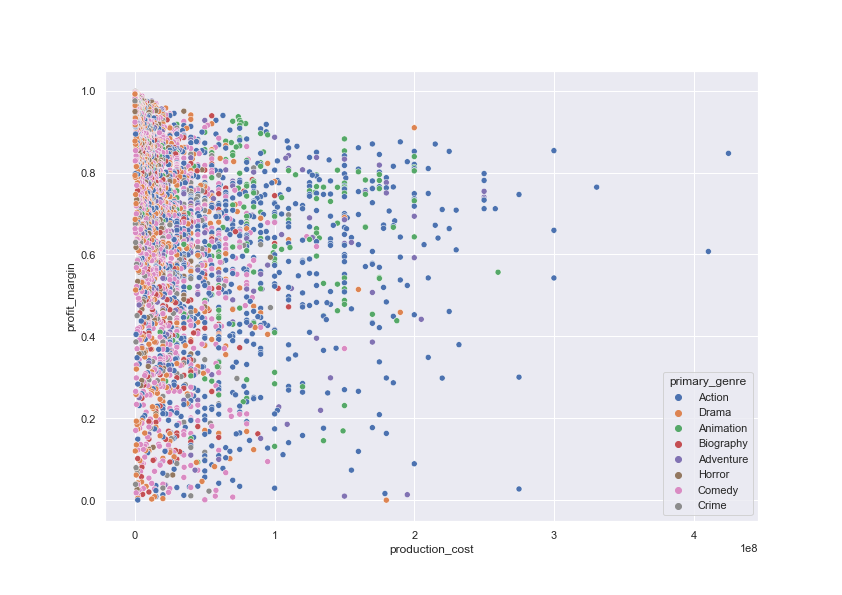 1.0
0.8
0.6
0.4
0.2
0.0
profit_margin
0
1
2
3
4
1e8
production_cost
primary_genre
Action
Drama
Animation
Biography
Adventure
Horror
Comedy
Crime